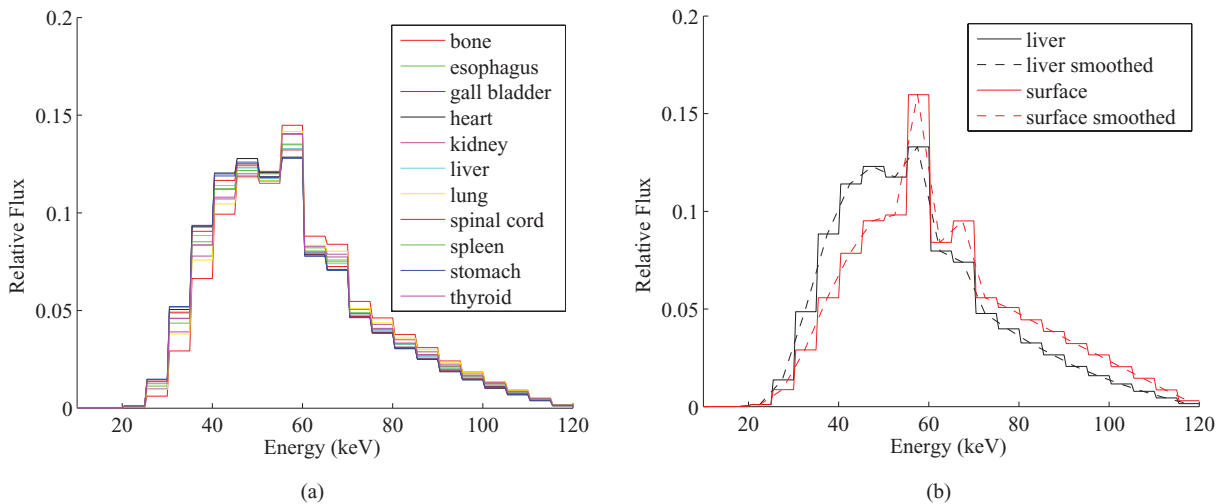 0.2
0.15
0.1
0.05
0
Relative Flux
20
40
60
80
100
120
Energy (keV)
bone
esophagus
gall bladder
heart
kidney
liver
lung
spinal cord
spleen
stomach
thyroid
(a)
0.2
0.15
0.1
0.05
0
Relative Flux
20
40
60
80
100
120
Energy (keV)
liver
liver smoothed
surface
surface smoothed
(b)